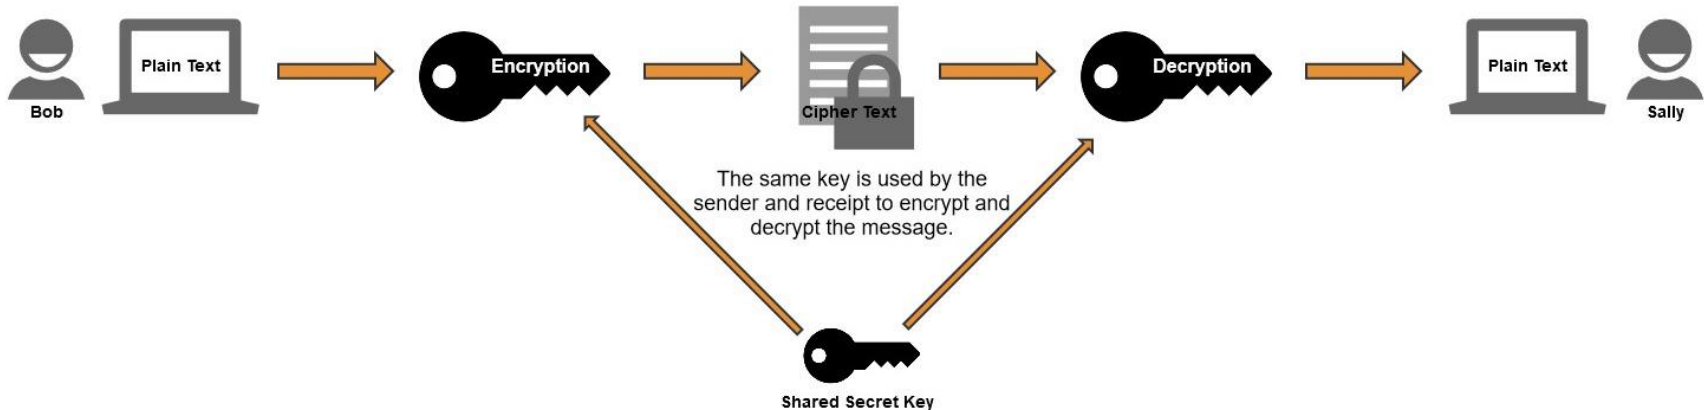 Plain Text
Bob
Encryption
Cipher Text
Decryption
Plain Text
Sally
The same key is used by the
sender and receipt to encrypt and
decrypt the message.
Shared Secret Key